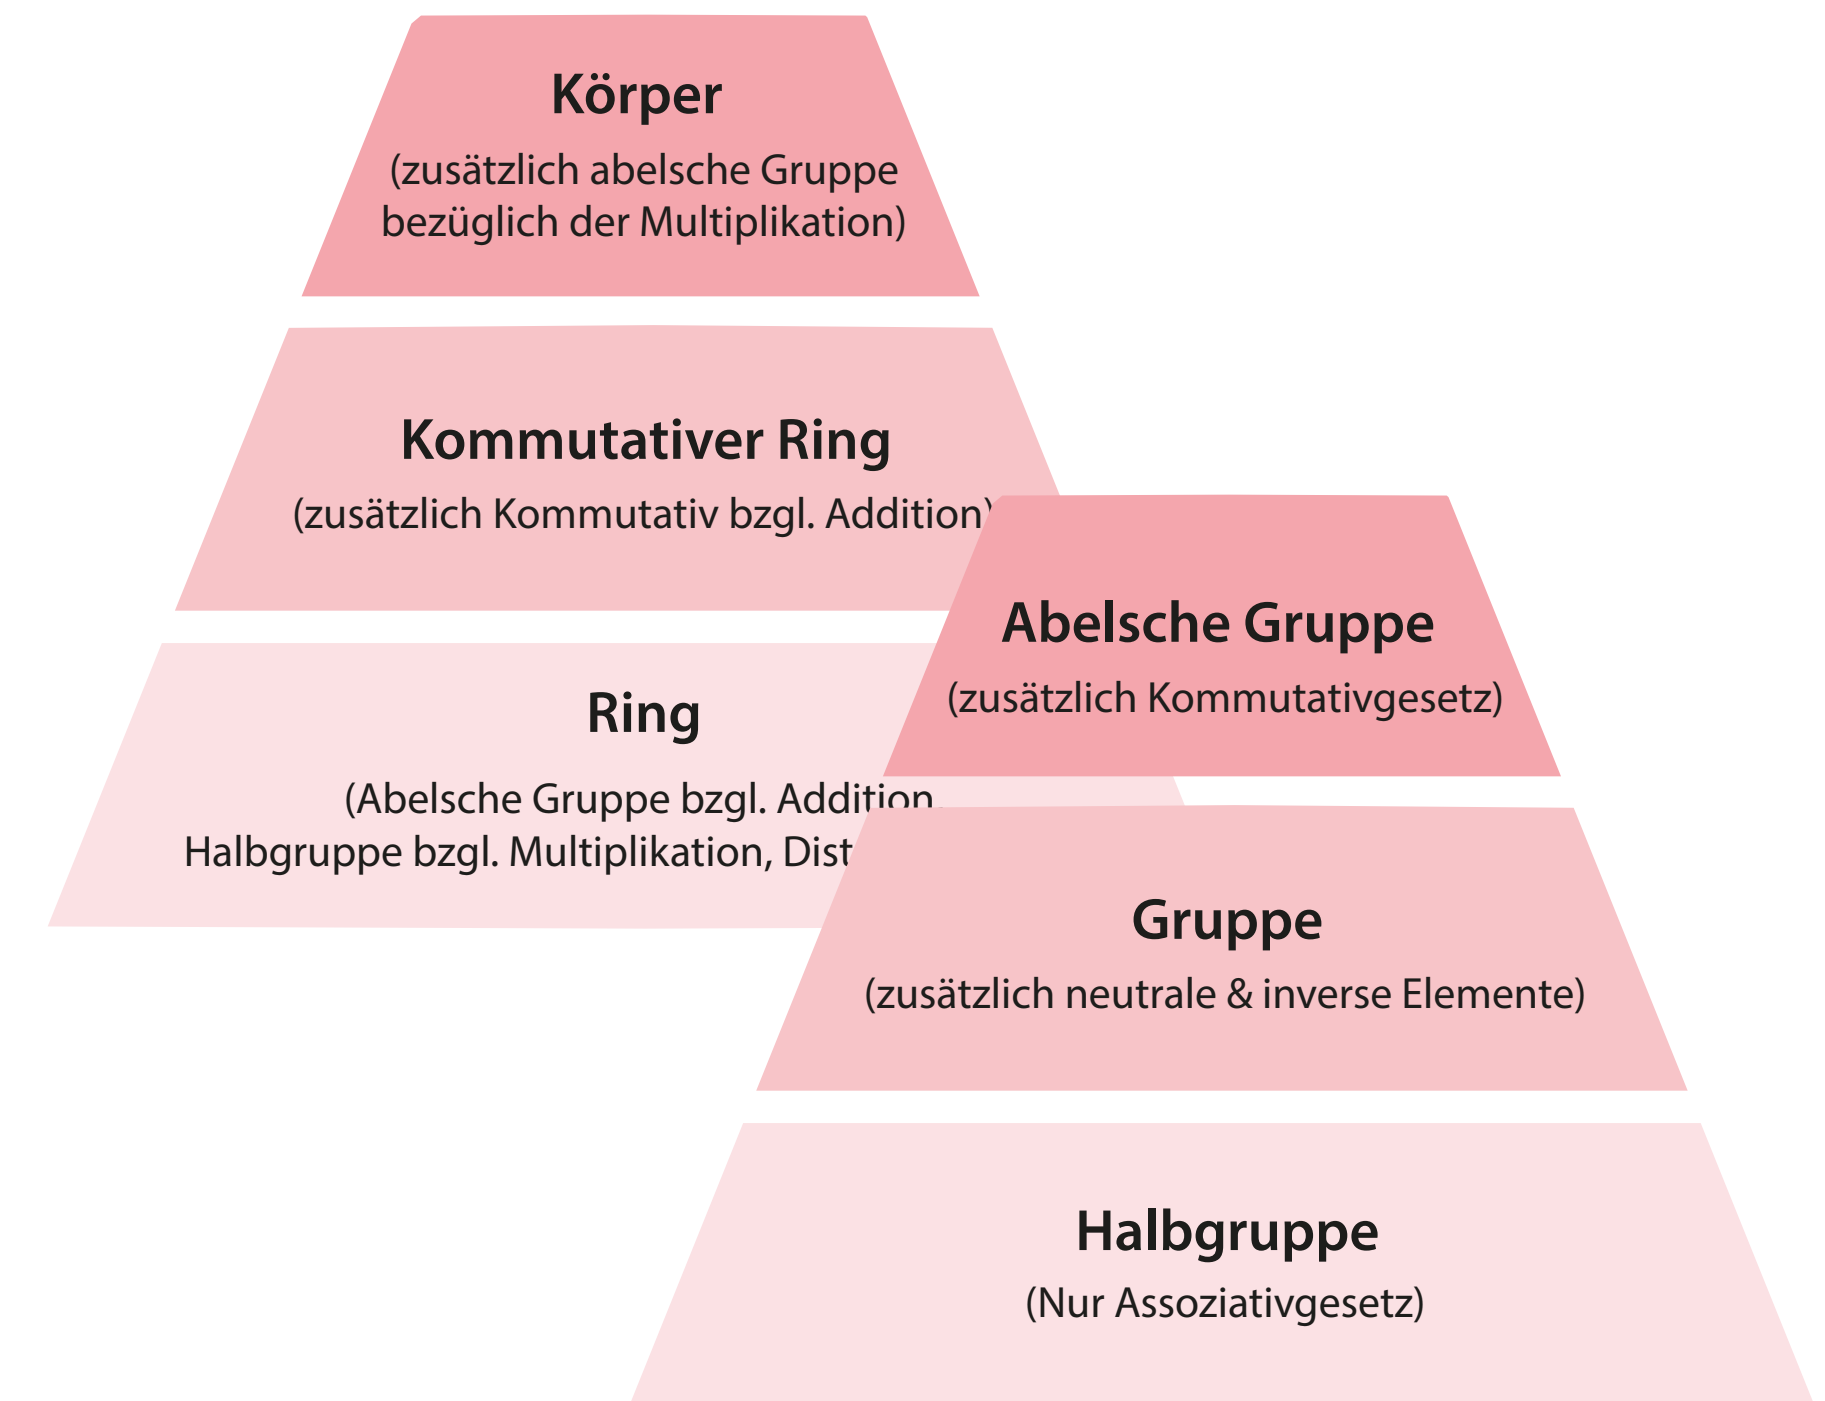 Körper
(zusätzlich abelsche Gruppe
bezüglich der Multiplikation)
Kommutativer Ring
(zusätzlich Kommutativ bzgl. Addition)
Ring
(Abelsche Gruppe bzgl. Addition,
Halbgruppe bzgl. Multiplikation,
Abelsche Gruppe
(zusätzlich Kommutativgesetz)
Gruppe
(zusätzlich neutrale & inverse Elemente)
Halbgruppe
(Nur Assoziativgesetz)